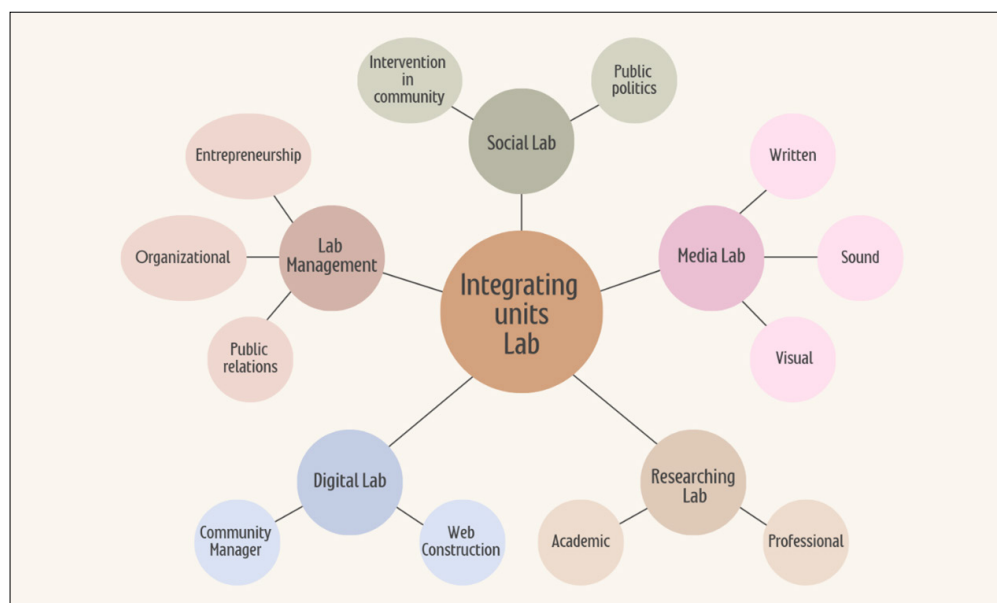 Intervention
in
community
Public
politics
Social Lab
Entrepreneurship
Organizational
Public
relations
Lab
Management
Integrating
units
Lab
Media Lab
Written
Sound
Visual
Digital Lab
Community
Manager
Web
Construction
Researching
Lab
Academic
Professional